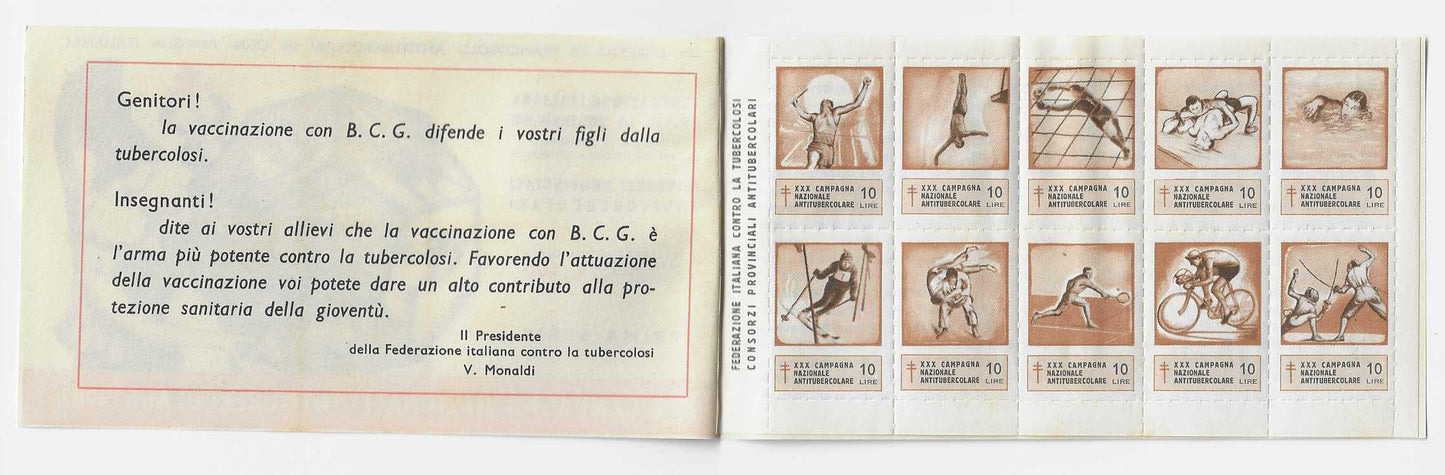 Genitori!
la vaccinazione con B. C. G. difende i vostri figli dalla
tubercolosi.
Insegnanti!
dite ai vostri allievi che la vaccinazione con B. C. G. è
l'arma più potente contro la tubercolosi. Favorendo l'attuazione
della vaccinazione voi potete dare un alto contributo alla pro-
tezione sanitaria della gioventù.
Il Presidente
della Federazione italiana contro la tubercolosi
V. Monaldi
FEDERAZIONE ITALIANA CONTRO LA TUBERCOLOSI
CONSORZI PROVINCIALI ANTITUBERCOLARI
XXX CAMPAGNA
NAZIONALE
ANTITUBERCOLARE
10
LIRE
XXX CAMPAGNA
NAZIONALE
ANTITUBERCOLARE
10
LIRE
XXX CAMPAGNA
NAZIONALE
ANTITUBERCOLARE
10
LIRE
XXX CAMPAGNA
NAZIONALE
ANTITUBERCOLARE
10
LIRE
XXX CAMPAGNA
NAZIONALE
ANTITUBERCOLARE
10
LIRE
XXX CAMPAGNA
NAZIONALE
ANTITUBERCOLARE
10
LIRE
XXX CAMPAGNA
NAZIONALE
ANTITUBERCOLARE
10
LIRE
XXX CAMPAGNA
NAZIONALE
ANTITUBERCOLARE
10
LIRE
XXX CAMPAGNA
NAZIONALE
ANTITUBERCOLARE
10
LIRE
XXX CAMPAGNA
NAZIONALE
ANTITUBERCOLARE
10
LIRE